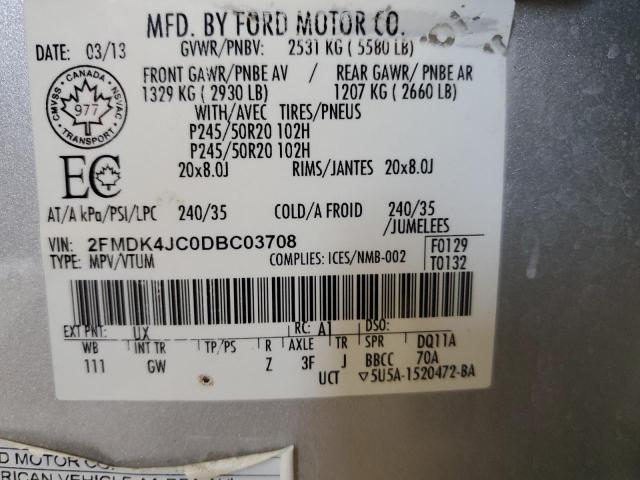 MFD. BY FORD MOTOR CO.
DATE: 03/13 GVWR/PNBV: 2531 KG ( 5580 LB)
FRONT GAWR/PNBE AV / REAR GAWR/ PNBE AR
1329 KG ( 2930 LB) 1207 KG ( 2660 LB)
WITH/AVEC TIRES/PNEUS
P245/50R20 102H
P245/50R20 102H
20x8.0J RIMS/JANTES 20x8.0J
CANADA
CMVSS NSVAC
977
TRANSPORT
EC
AT/A kPa/PSI/LPC 240/35 COLD/A FROID 240/35
/JUMELEES
VIN: 2FMDK4JC0DBC03708 F0129
TYPE: MPV/VTUM COMPLIES: ICES/NMB-002 T0132
EXT PNT: UX RC: A1 DSO:
WB INT TR TP/PS R AXLE TR SPR DQ11A
111 GW Z 3F J BBCC 70A
UCT ▽5U5A-1520472-BA
D MOTOR CO.